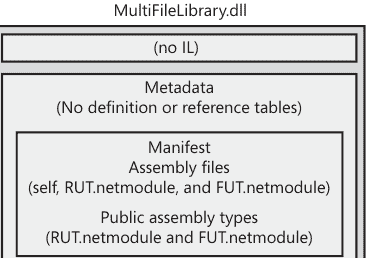 MultiFileLibrary.dll
(no IL)
Metadata
(No definition or reference tables)
Manifest
Assembly files
(self, RUT.netmodule, and FUT.netmodule)
Public assembly types
(RUT.netmodule and FUT.netmodule)